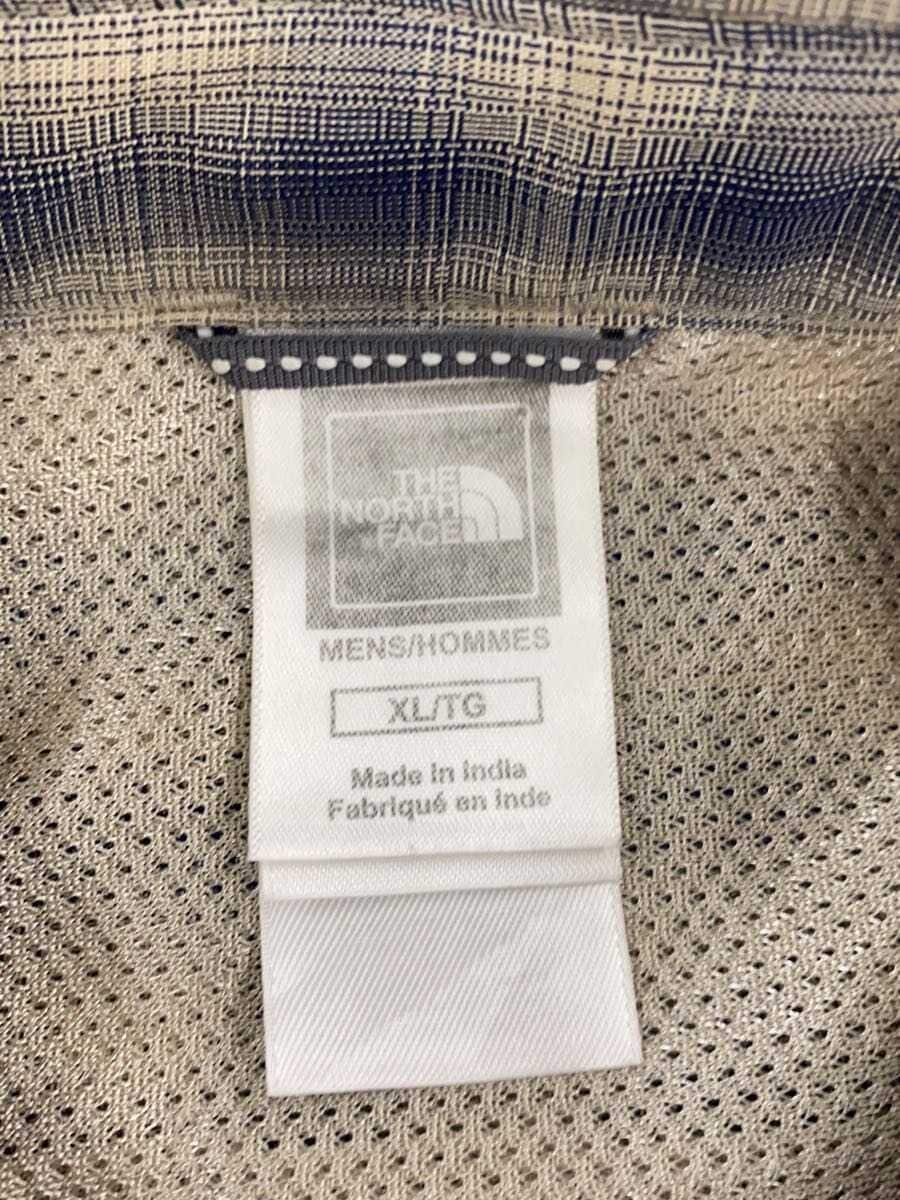 THE
NORTH
FACE
MENS/HOMMES
XL/TG
Made in India
Fabriqué en Inde